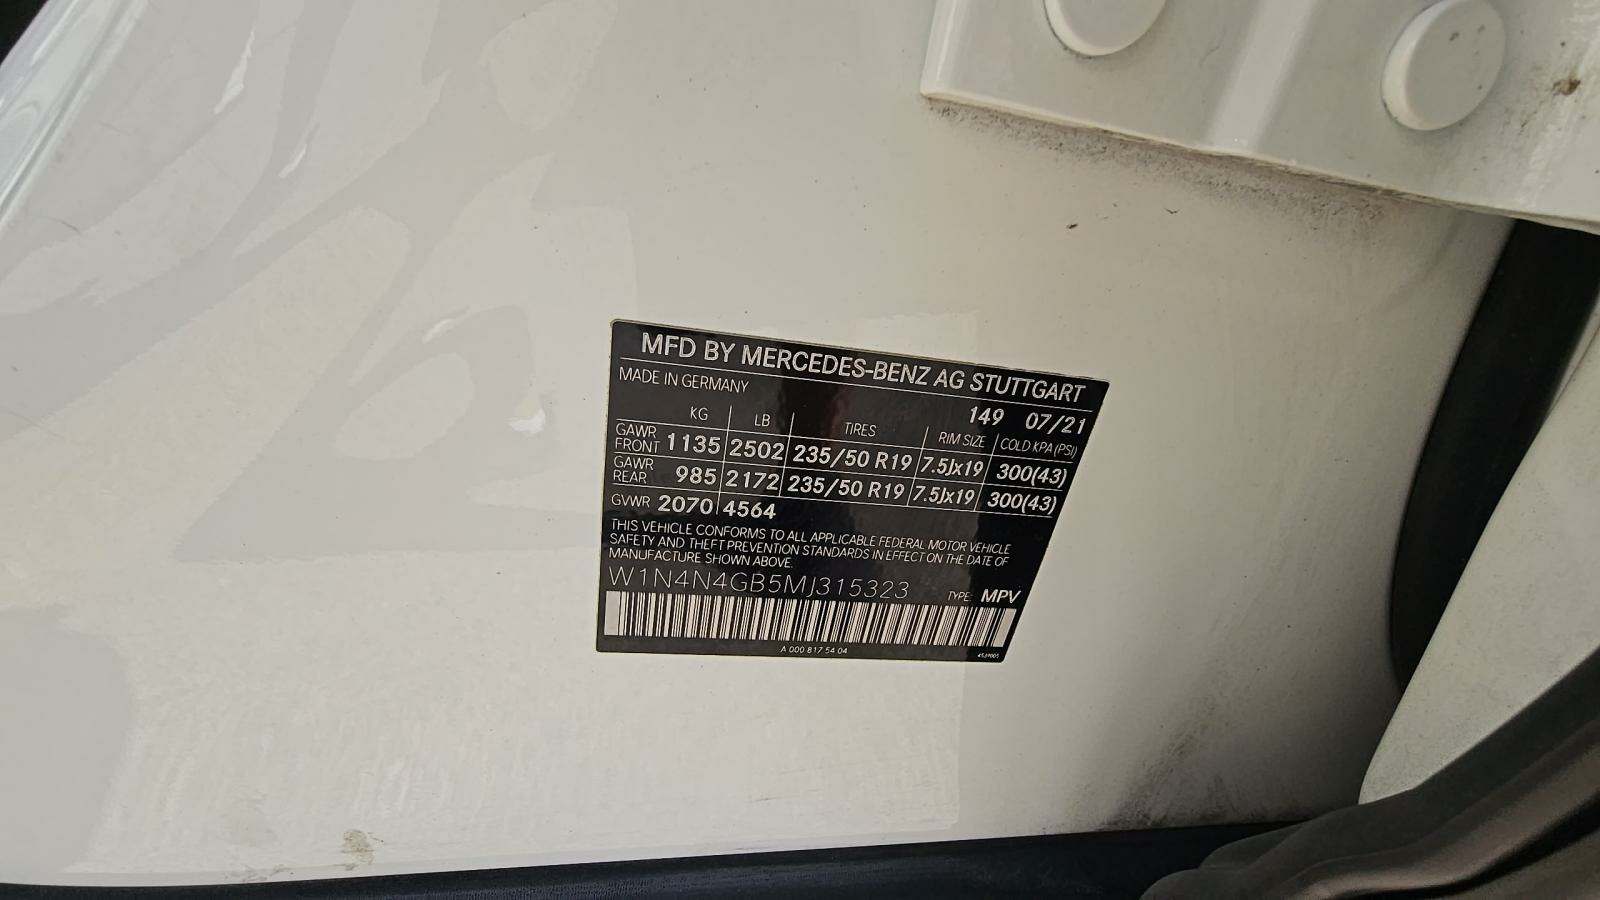 MFD BY MERCEDES-BENZ AG STUTTGART
MADE IN GERMANY 149 07/21
KG LB TIRES RIM SIZE COLD KPA (PSI)
GAWR FRONT 1135 2502 235/50 R19 7.5Jx19 300(43)
GAWR REAR 985 2172 235/50 R19 7.5Jx19 300(43)
GVWR 2070 4564
THIS VEHICLE CONFORMS TO ALL APPLICABLE FEDERAL MOTOR VEHICLE
SAFETY AND THEFT PREVENTION STANDARDS IN EFFECT ON THE DATE OF
MANUFACTURE SHOWN ABOVE.
W1N4N4GB5MJ315323 TYPE: MPV
A 000 817 54 04